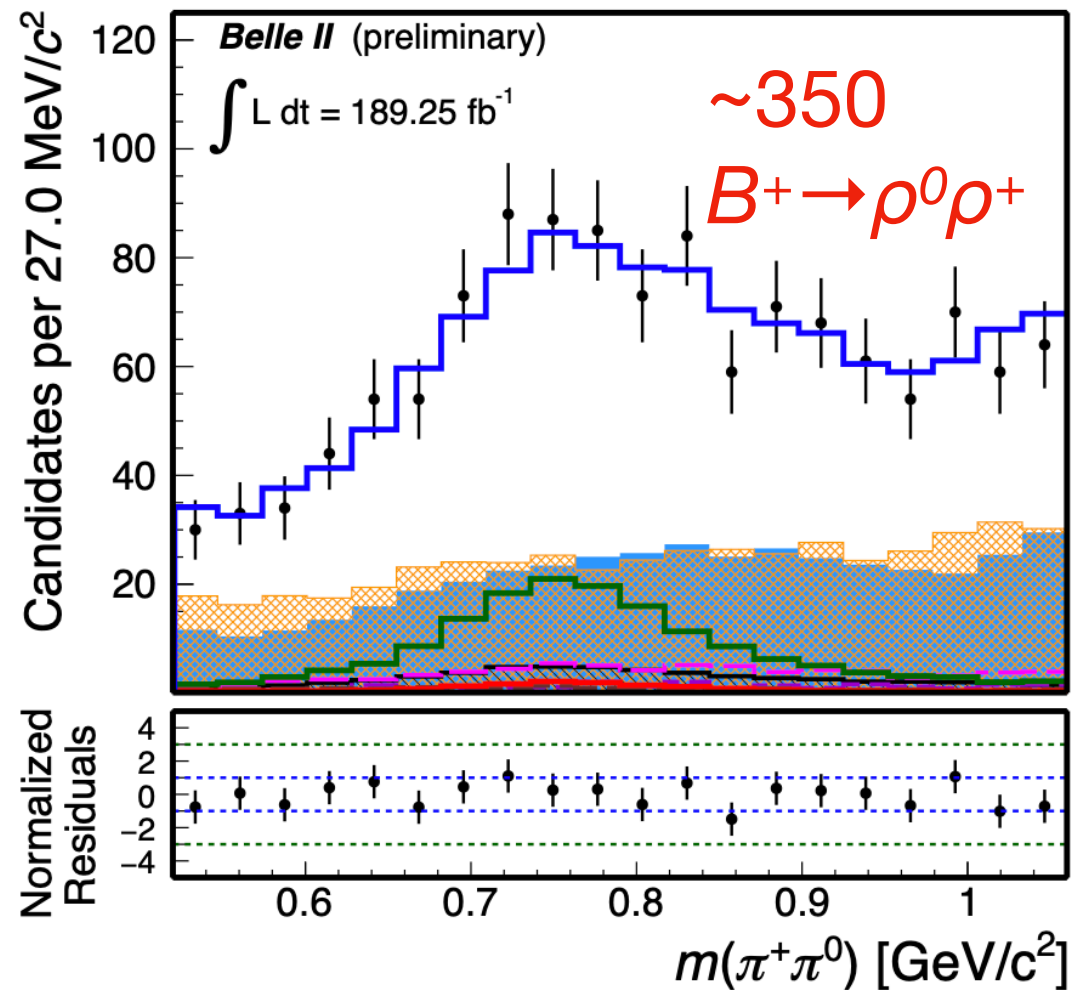 Belle II (preliminary)
∫ L dt = 189.25 fb⁻¹
~350
B⁺→ρ⁰ρ⁺
Candidates per 27.0 MeV/c²
120
100
80
60
40
20
Normalized
Residuals
4
2
0
−2
−4
0.6 0.7 0.8 0.9 1
m(π⁺π⁰) [GeV/c²]